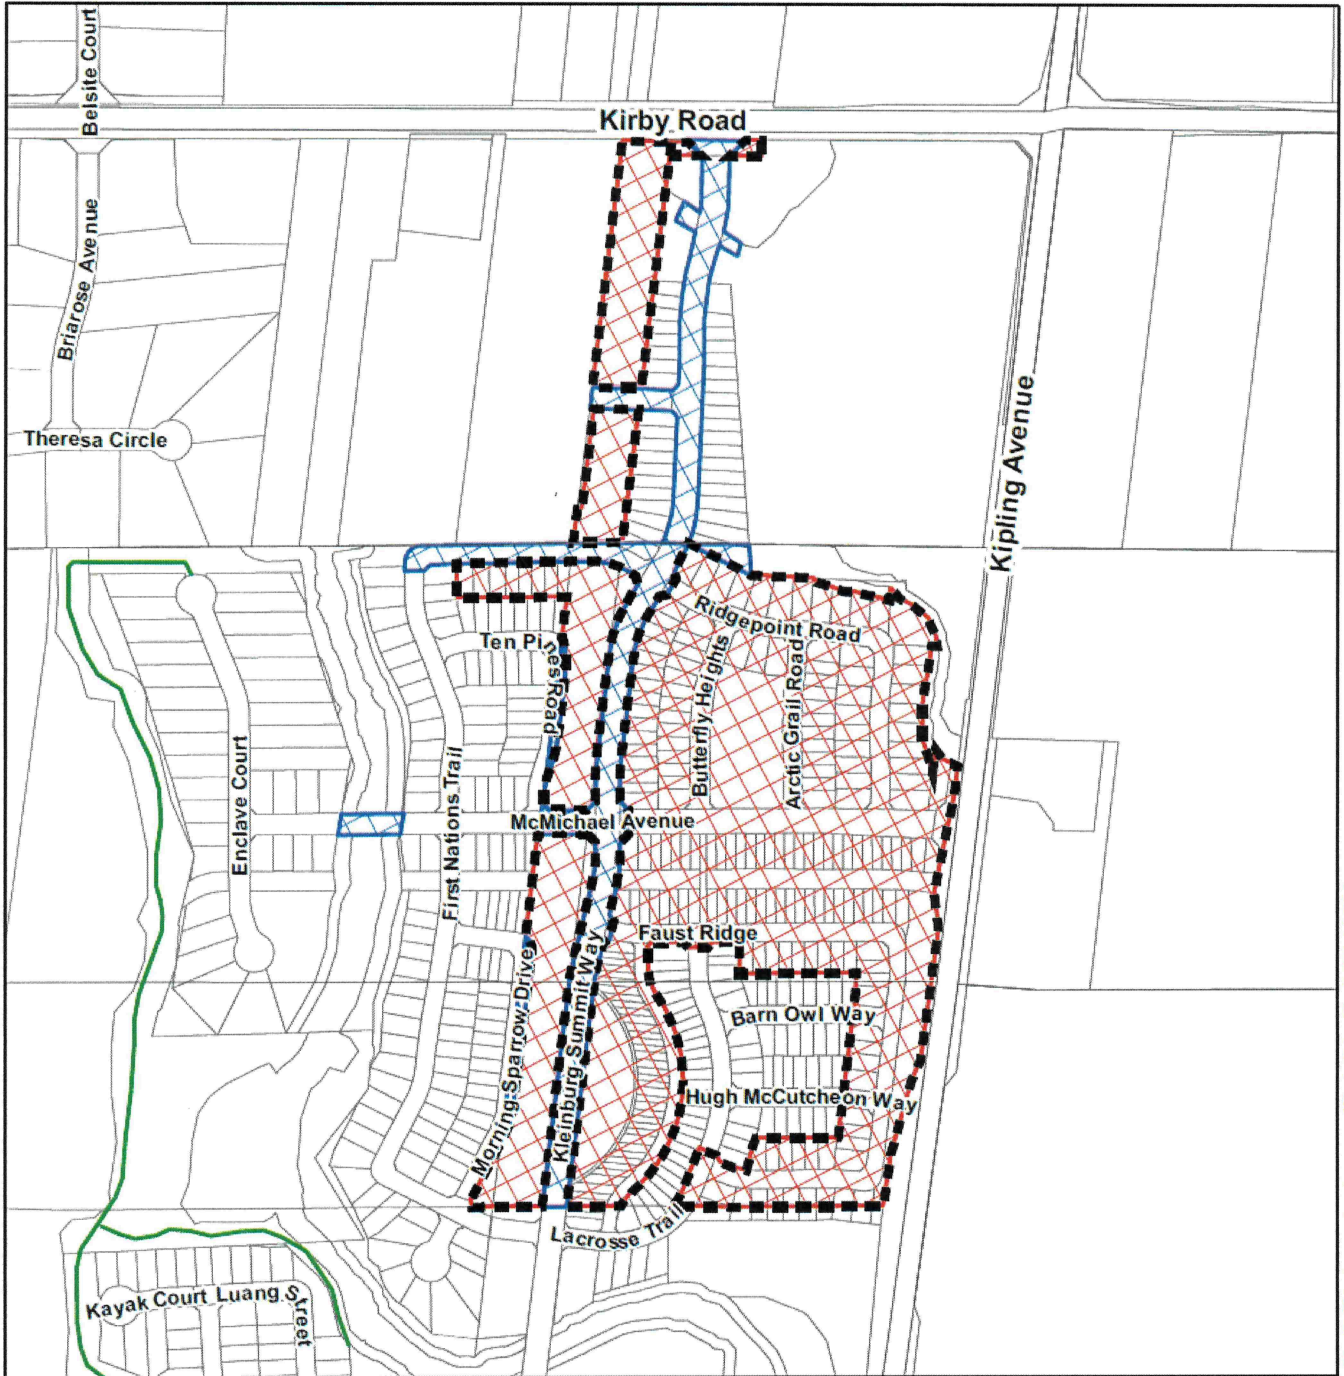 Belsite Court
Kirby Road
Briarose Avenue
Theresa Circle
Kipling Avenue
Ridgepoint Road
Ten Pines Road
Butterfly Heights
Arctic Grail Road
Enclave Court
First Nations Trail
McMichael Avenue
Faust Ridge
Morning Sparrow Drive
Kleinburg Summit Way
Barn Owl Way
Hugh McCutcheon Way
Lacrosse Trail
Kayak Court
Luang Street